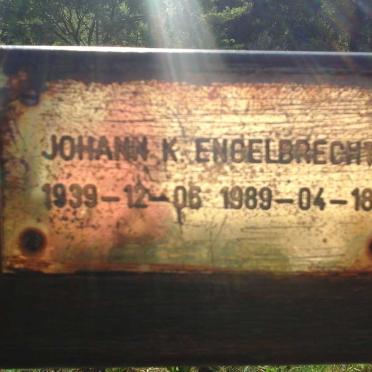 JOHANN K ENGELBRECHT
1939-12-06 1989-04-18